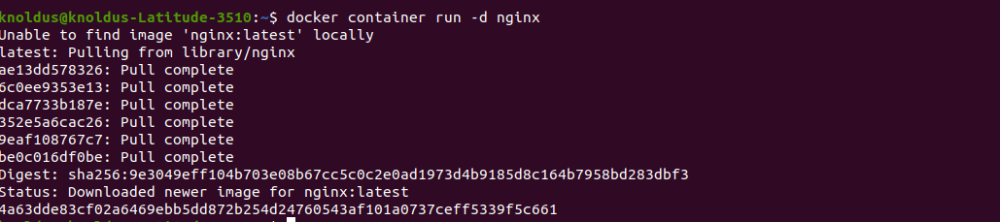 knoldus@knoldus-Latitude-3510:~$ docker container run -d nginx
Unable to find image 'nginx:latest' locally
latest: Pulling from library/nginx
ae13dd578326: Pull complete
6c0ee9353e13: Pull complete
dca7733b187e: Pull complete
352e5a6cac26: Pull complete
9eaf108767c7: Pull complete
be0c016df0be: Pull complete
Digest: sha256:9e3049eff104b703e08b67cc5c0c2e0ad1973d4b9185d8c164b7958bd283dbf3
Status: Downloaded newer image for nginx:latest
4a63dde83cf02a6469ebb5dd872b254d24760543af101a0737ceff5339f5c661